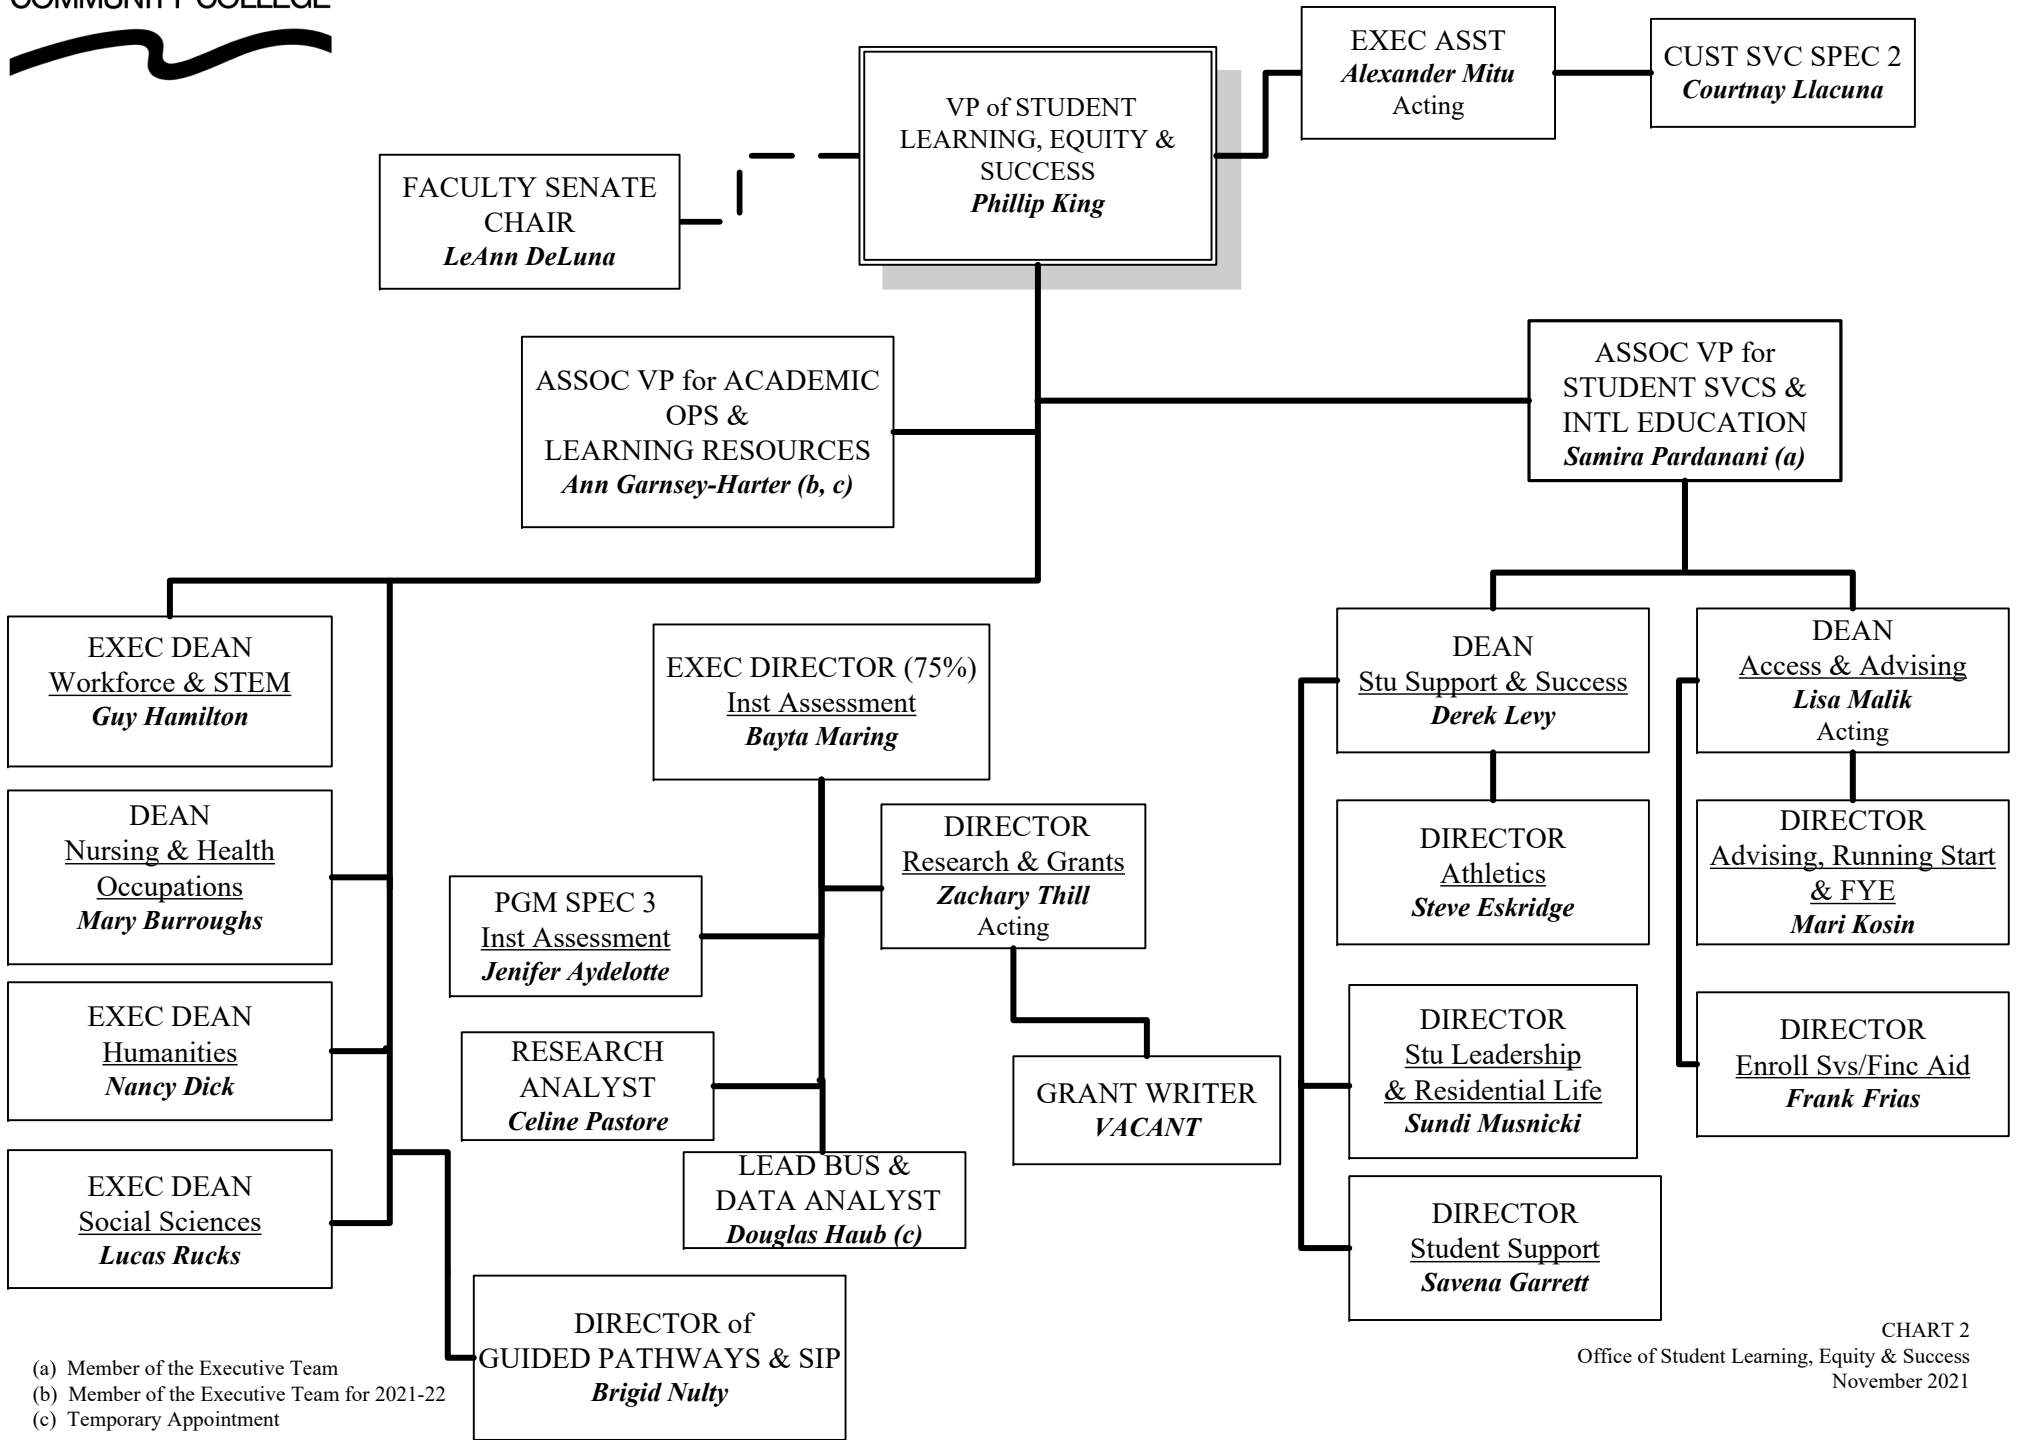 COMMUNITY COLLEGE
EXEC ASST
Alexander Mitu
Acting
CUST SVC SPEC 2
Courtnay Llacuna
VP of STUDENT
LEARNING, EQUITY &
SUCCESS
Phillip King
FACULTY SENATE
CHAIR
LeAnn DeLuna
ASSOC VP for ACADEMIC
OPS &
LEARNING RESOURCES
Ann Garnsey-Harter (b, c)
ASSOC VP for
STUDENT SVCS &
INTL EDUCATION
Samira Pardanani (a)
EXEC DEAN
Workforce & STEM
Guy Hamilton
DEAN
Nursing & Health
Occupations
Mary Burroughs
EXEC DEAN
Humanities
Nancy Dick
EXEC DEAN
Social Sciences
Lucas Rucks
EXEC DIRECTOR (75%)
Inst Assessment
Bayta Maring
DIRECTOR
Research & Grants
Zachary Thill
Acting
PGM SPEC 3
Inst Assessment
Jenifer Aydelotte
RESEARCH
ANALYST
Celine Pastore
GRANT WRITER
VACANT
LEAD BUS &
DATA ANALYST
Douglas Haub (c)
DIRECTOR of
GUIDED PATHWAYS & SIP
Brigid Nulty
DEAN
Stu Support & Success
Derek Levy
DIRECTOR
Athletics
Steve Eskridge
DIRECTOR
Stu Leadership
& Residential Life
Sundi Musnicki
DIRECTOR
Student Support
Savena Garrett
DEAN
Access & Advising
Lisa Malik
Acting
DIRECTOR
Advising, Running Start
& FYE
Mari Kosin
DIRECTOR
Enroll Svs/Finc Aid
Frank Frias
(a) Member of the Executive Team
(b) Member of the Executive Team for 2021-22
(c) Temporary Appointment
CHART 2
Office of Student Learning, Equity & Success
November 2021